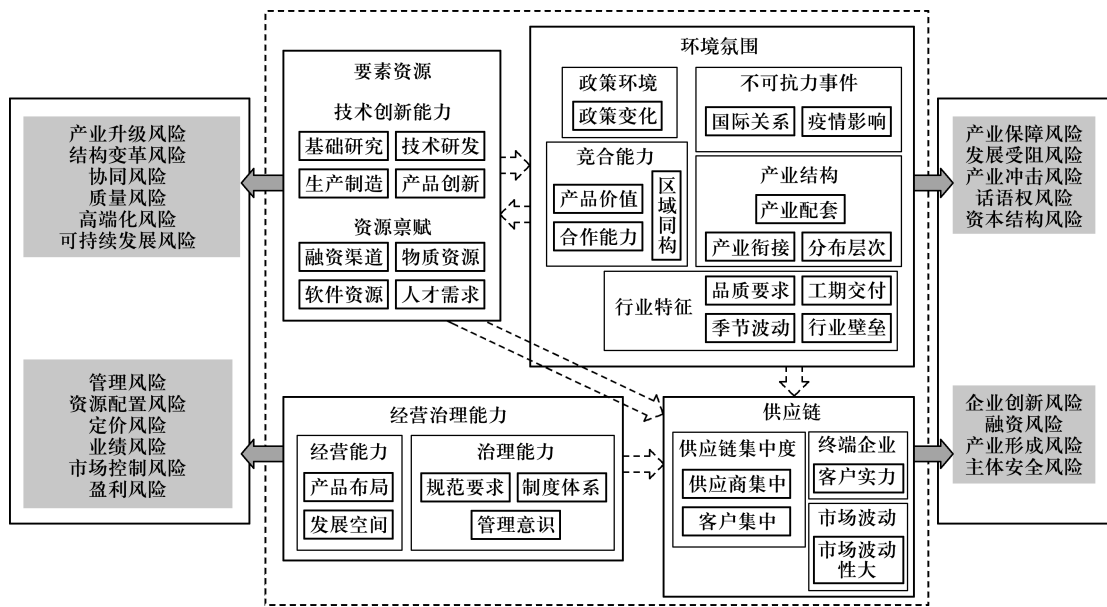 产业升级风险
结构变革风险
协同风险
质量风险
高端化风险
可持续发展风险
管理风险
资源配置风险
定价风险
业绩风险
市场控制风险
盈利风险
要素资源
技术创新能力
基础研究
技术研发
生产制造
产品创新
资源禀赋
融资渠道
物质资源
软件资源
人才需求
环境氛围
政策环境
政策变化
不可抗力事件
国际关系
疫情影响
竞合能力
产品价值
合作能力
区域同构
产业结构
产业配套
产业衔接
分布层次
行业特征
品质要求
工期交付
季节波动
行业壁垒
经营治理能力
经营能力
产品布局
发展空间
治理能力
规范要求
制度体系
管理意识
供应链
供应链集中度
供应商集中
客户集中
终端企业
客户实力
市场波动
市场波动
性大
产业保障风险
发展受阻风险
产业冲击风险
话语权风险
资本结构风险
企业创新风险
融资风险
产业形成风险
主体安全风险